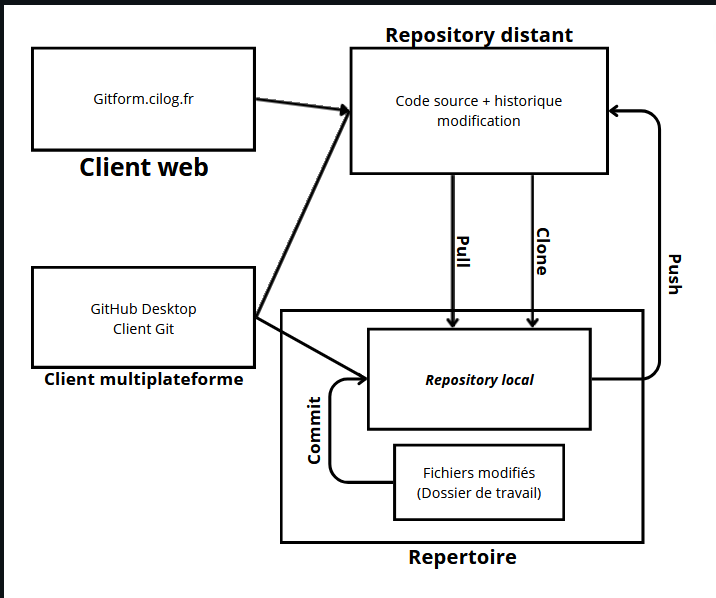 Repository distant
Gitform.cilog.fr
Code source + historique
modification
Client web
Pull
Clone
Push
GitHub Desktop
Client Git
Client multiplateforme
Repository local
Commit
Fichiers modifiés
(Dossier de travail)
Repertoire